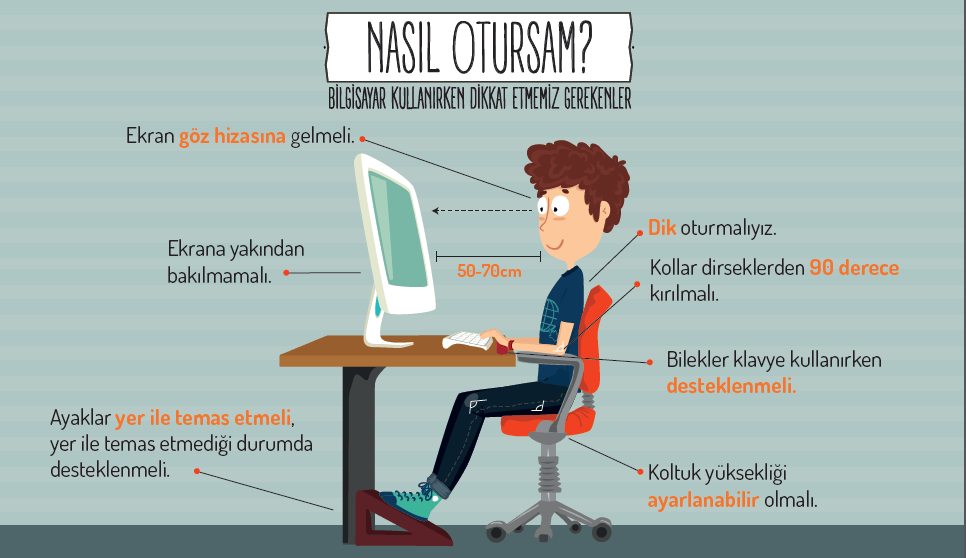 NASIL OTURSAM?
BİLGİSAYAR KULLANIRKEN DİKKAT ETMEMİZ GEREKENLER
Ekran göz hizasına gelmeli.
Dik oturmalıyız.
Ekrana yakından
bakılmamalı.
50-70cm
Kollar dirseklerden 90 derece
kırılmalı.
Bilekler klavye kullanırken
desteklenmeli.
Ayaklar yer ile temas etmeli,
yer ile temas etmediği durumda
desteklenmeli.
Koltuk yüksekliği
ayarlanabilir olmalı.